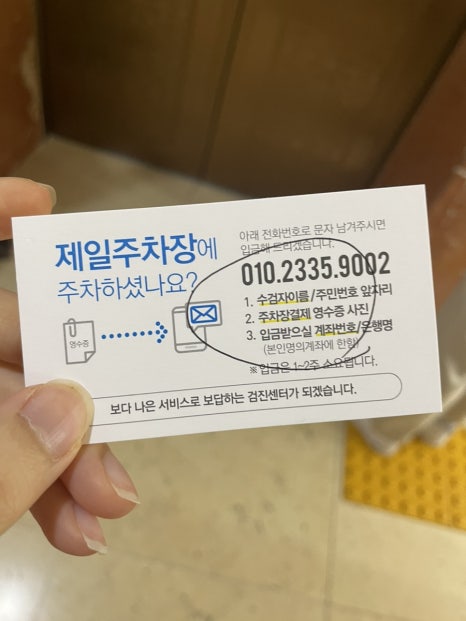 제일주차장에
주차하셨나요?
영수증
아래 전화번호로 문자 남겨주시면
입금해 드리겠습니다.
010.2335.9002
1. 수검자이름/주민번호 앞자리
2. 주차장결제 영수증 사진
3. 입금받으실 계좌번호/은행명
(본인명의계좌에 한함)
※ 입금은 1~2주 소요됩니다.
보다 나은 서비스로 보답하는 검진센터가 되겠습니다.